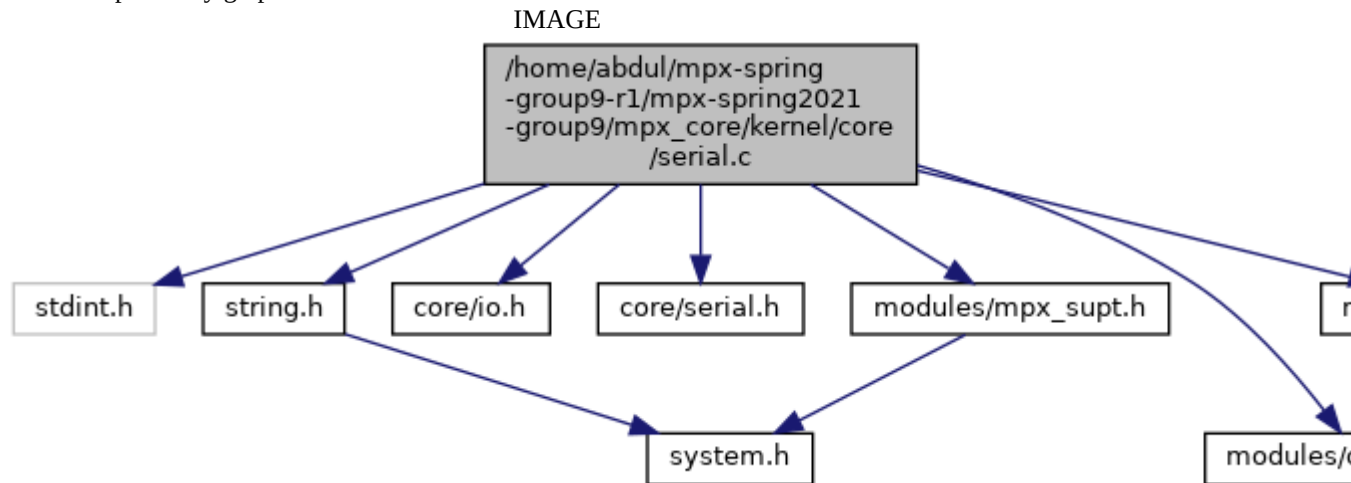 IMAGE
/home/abdul/mpx-spring
-group9-r1/mpx-spring2021
-group9/mpx_core/kernel/core
/serial.c
stdint.h
string.h
core/io.h
core/serial.h
modules/mpx_supt.h
system.h